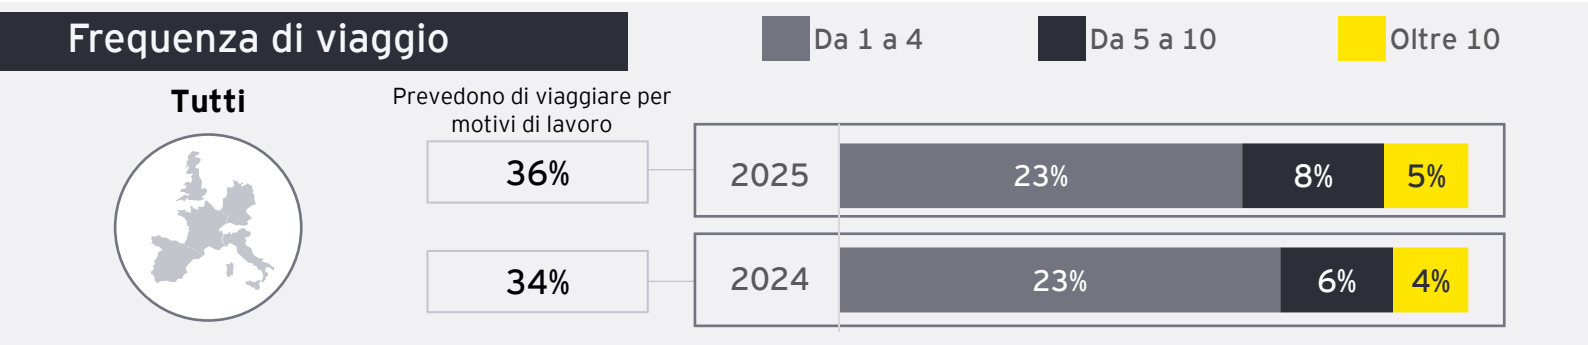 Frequenza di viaggio
Da 1 a 4
Da 5 a 10
Oltre 10
Tutti
Prevedono di viaggiare per
motivi di lavoro
36%
2025
23%
8%
5%
34%
2024
23%
6%
4%